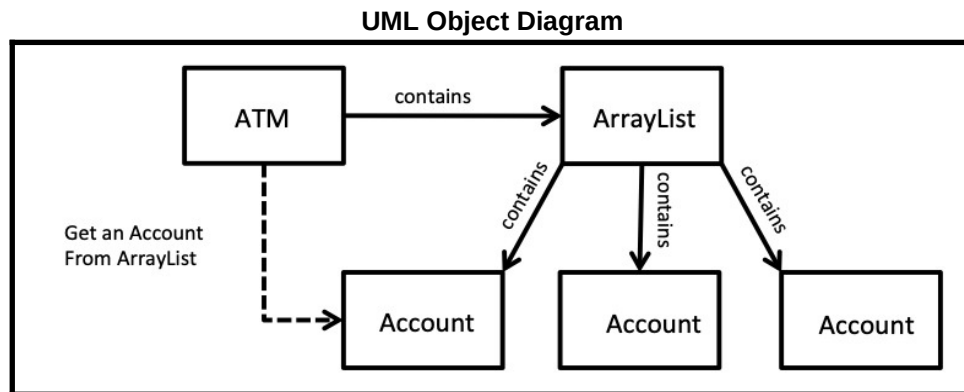 UML Object Diagram
ATM
contains
ArrayList
contains
contains
contains
Get an Account
From ArrayList
Account
Account
Account